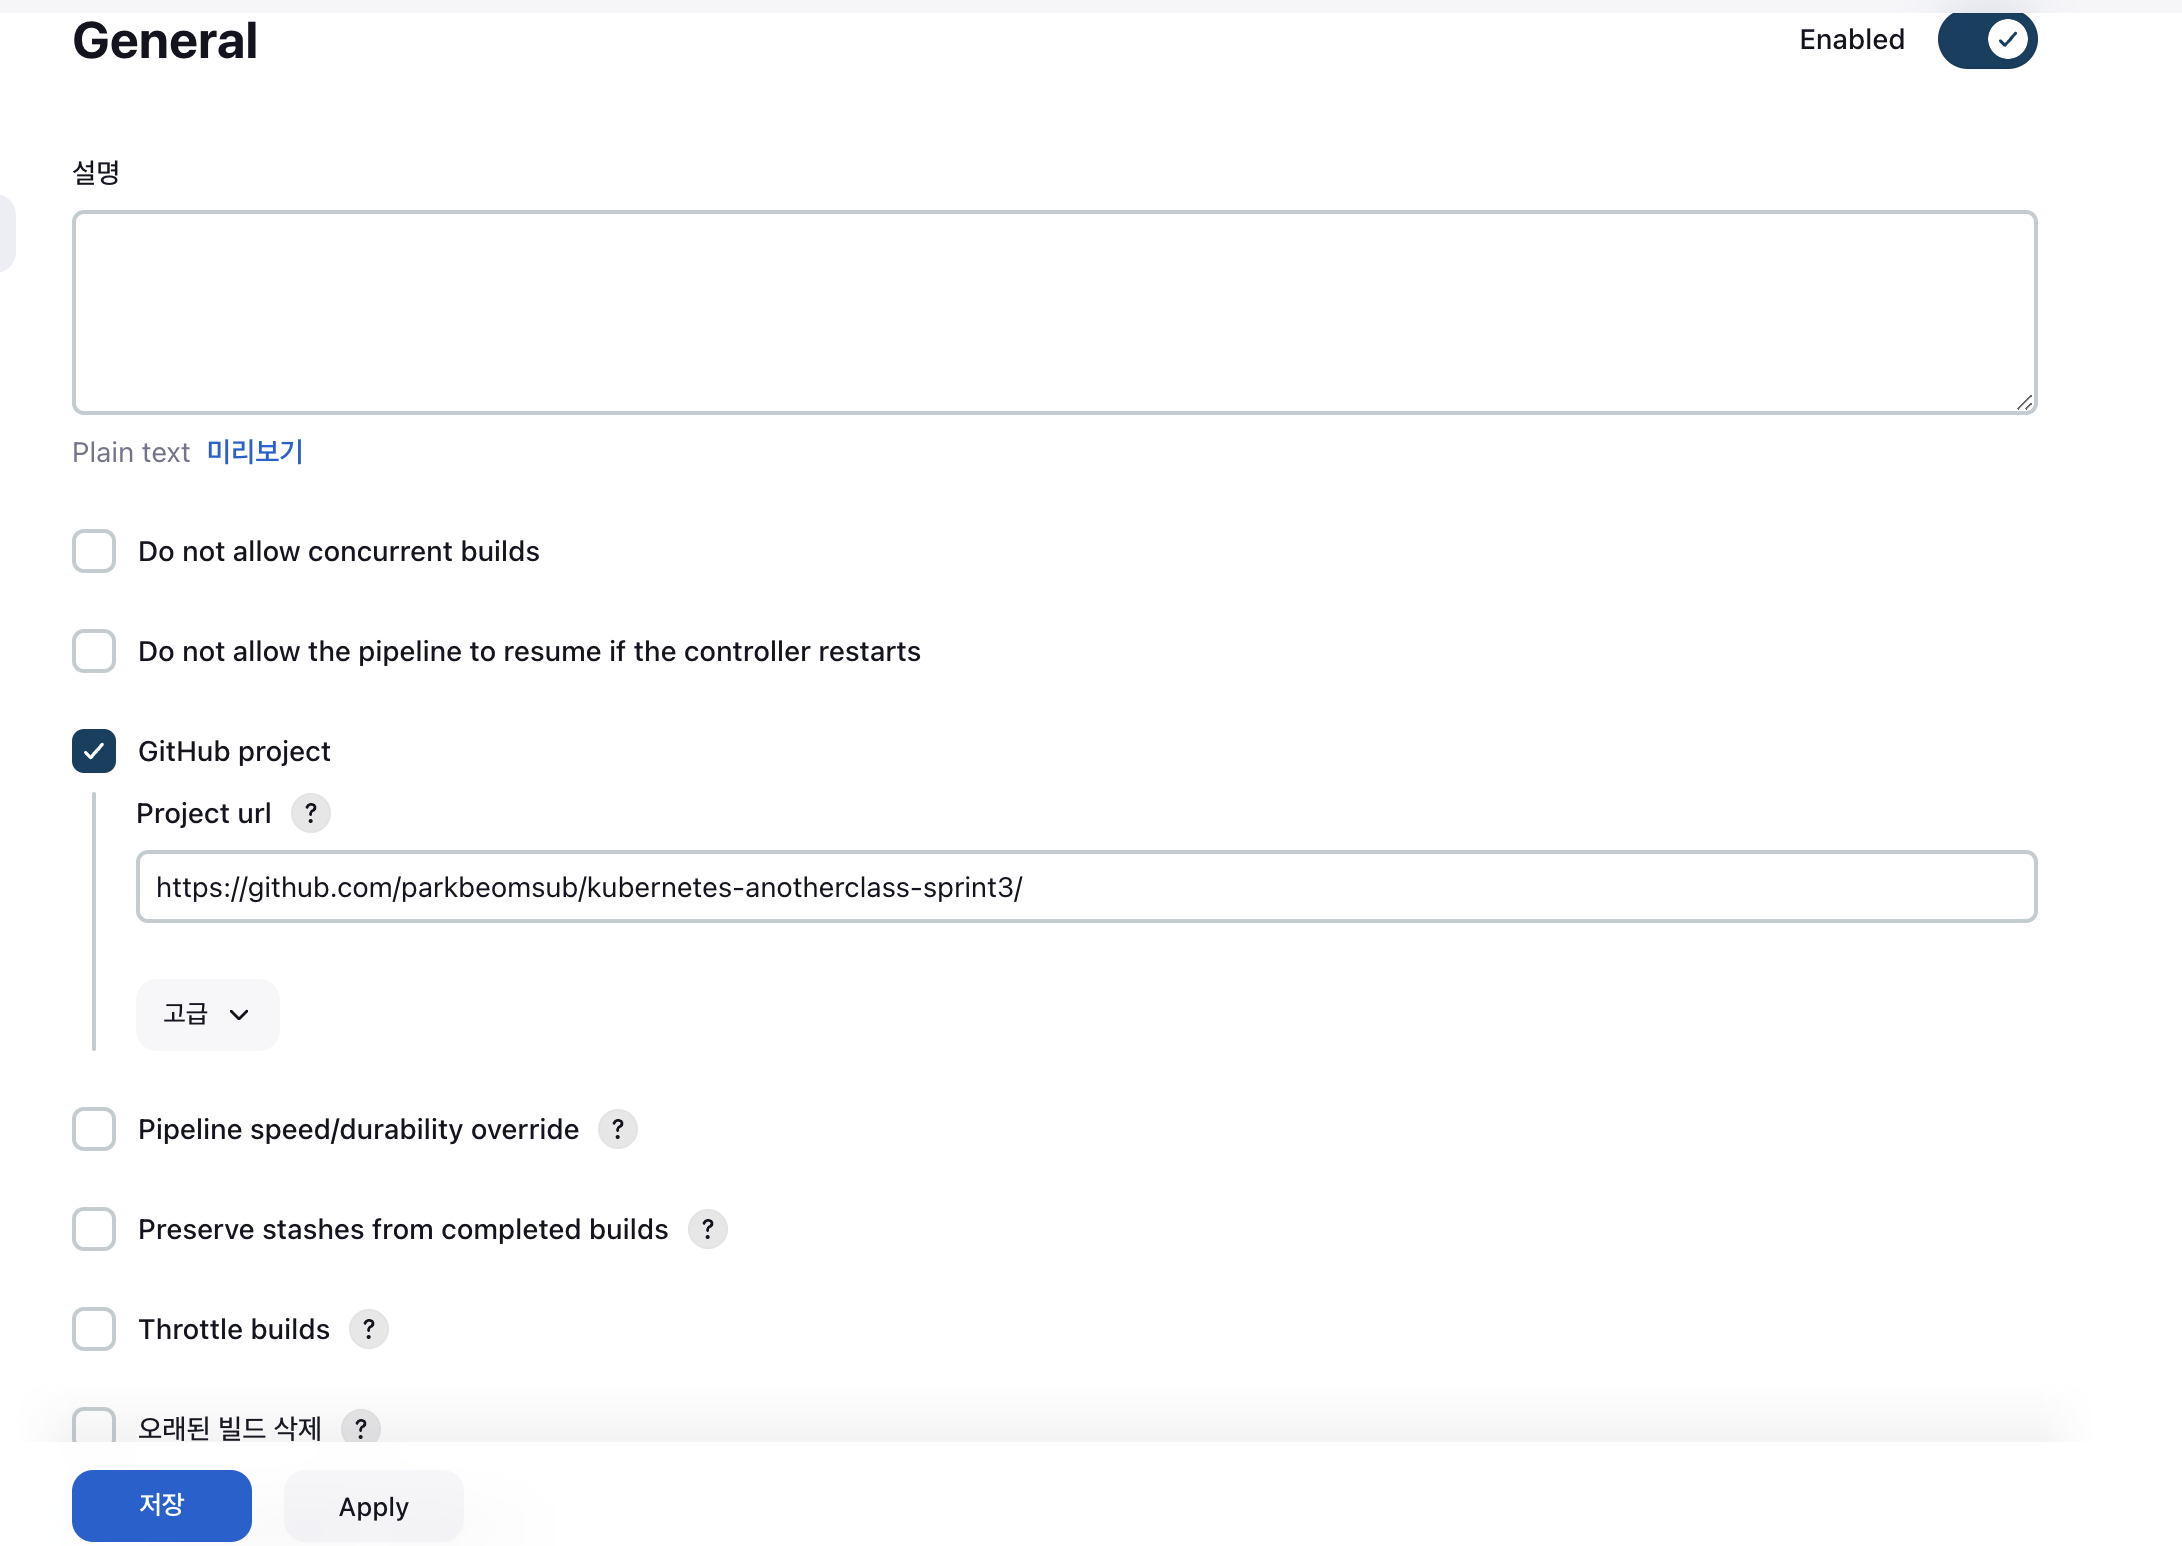 General
Enabled
설명
Plain text 미리보기
Do not allow concurrent builds
Do not allow the pipeline to resume if the controller restarts
GitHub project
Project url ?
https://github.com/parkbeomsub/kubernetes-anotherclass-sprint3/
고급
Pipeline speed/durability override ?
Preserve stashes from completed builds ?
Throttle builds ?
오래된 빌드 삭제 ?
저장
Apply